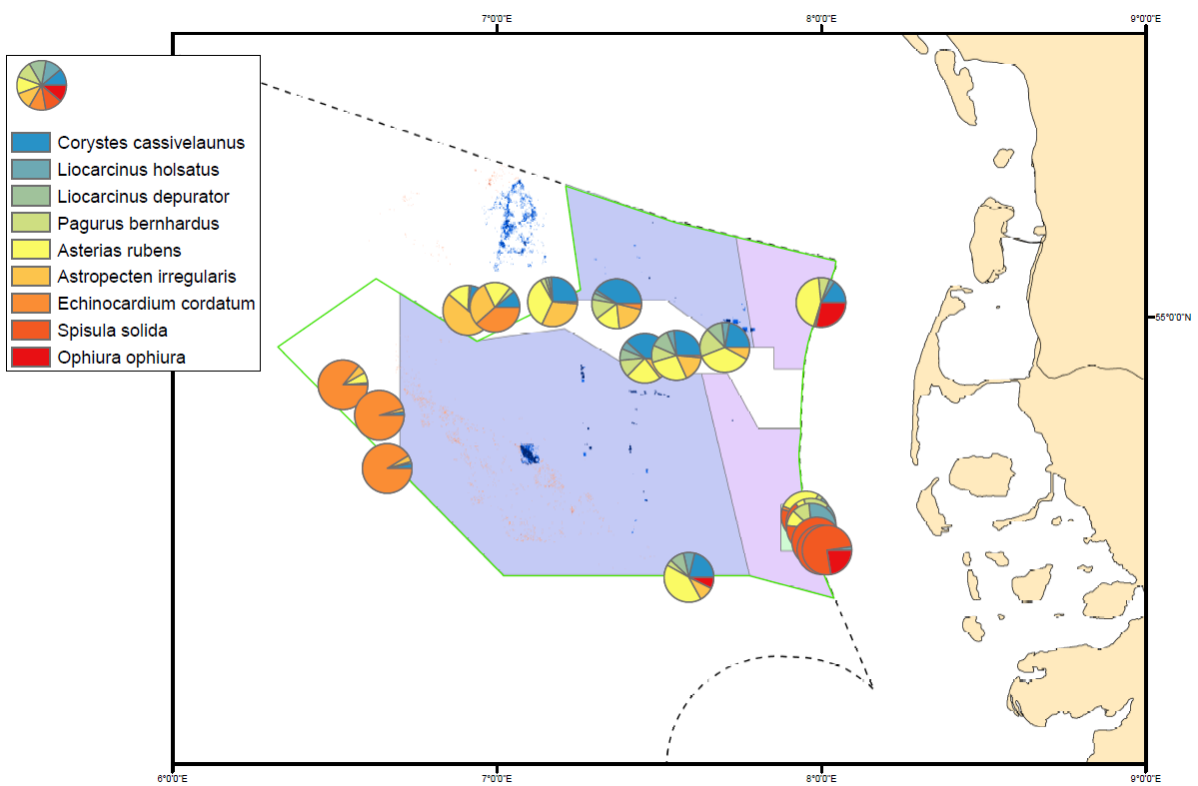 7°0'0"E
8°0'0"E
9°0'0"E
Corystes cassivelaunus
Liocarcinus holsatus
Liocarcinus depurator
Pagurus bernhardus
Asterias rubens
Astropecten irregularis
Echinocardium cordatum
Spisula solida
Ophiura ophiura
55°0'0"N
6°0'0"E
7°0'0"E
8°0'0"E
9°0'0"E